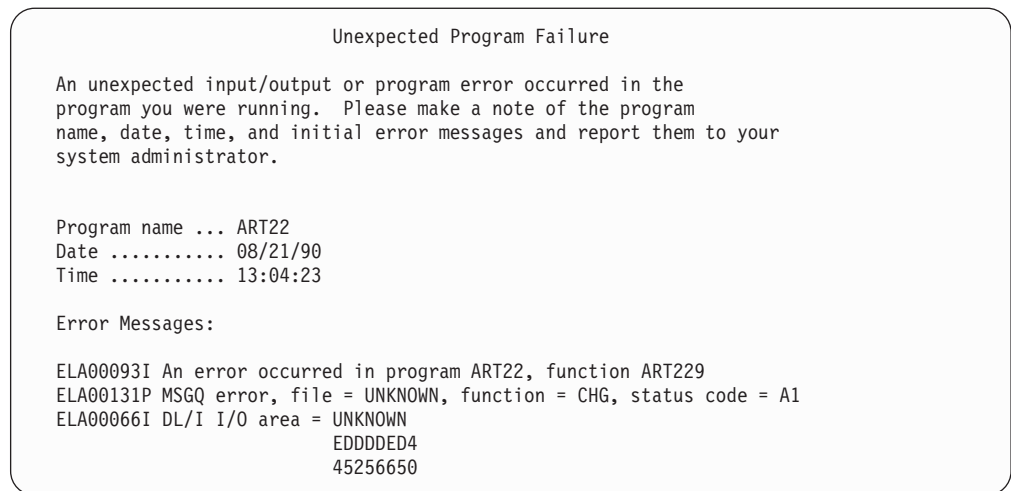 Unexpected Program Failure
An unexpected input/output or program error occurred in the
program you were running.  Please make a note of the program
name, date, time, and initial error messages and report them to your
system administrator.
Program name ... ART22
Date ........... 08/21/90
Time ........... 13:04:23
Error Messages:
ELA00093I An error occurred in program ART22, function ART229
ELA00131P MSGQ error, file = UNKNOWN, function = CHG, status code = A1
ELA00066I DL/I I/O area = UNKNOWN
EDDDDED4
45256650